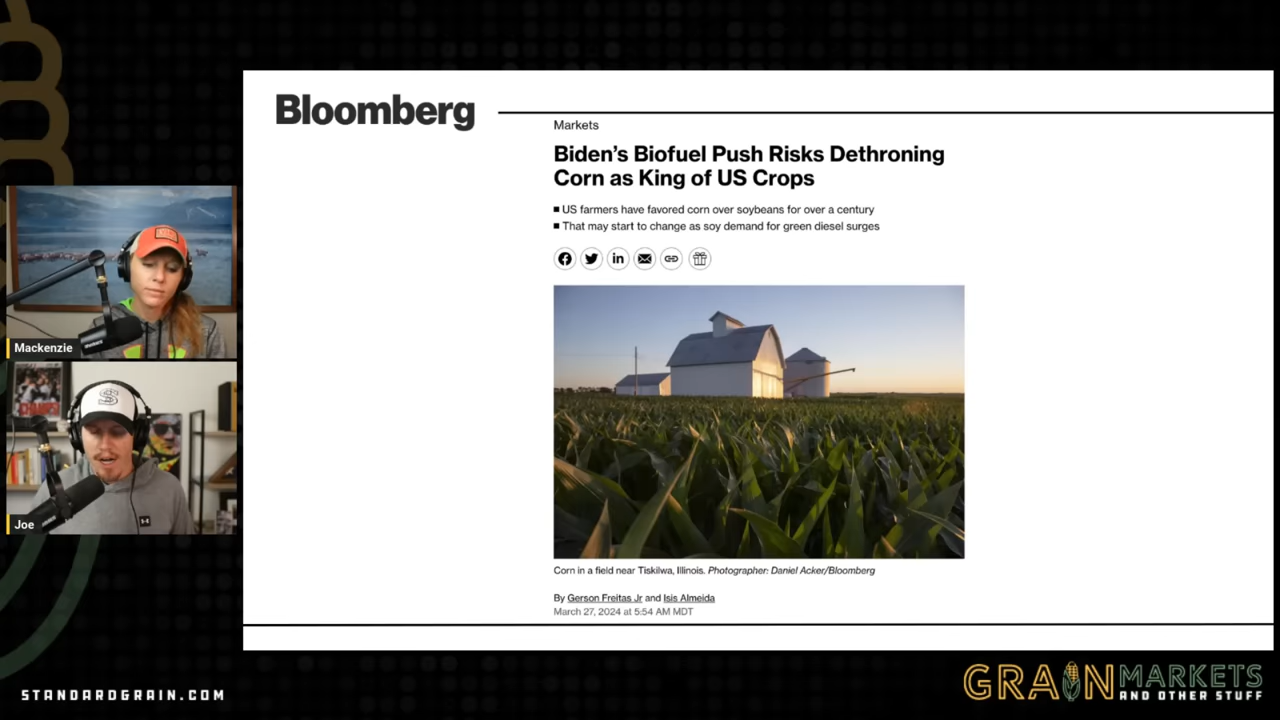 Bloomberg
Markets
Biden's Biofuel Push Risks Dethroning
Corn as King of US Crops
US farmers have favored corn over soybeans for over a century
That may start to change as soy demand for green diesel surges
Corn in a field near Tiskilwa, Illinois. Photographer: Daniel Acker/Bloomberg
By Gerson Freitas Jr and Isis Almeida
March 27, 2024 at 5:54 AM MDT
Mackenzie
Joe
STANDARDGRAIN.COM
GRAIN MARKETS
AND OTHER STUFF